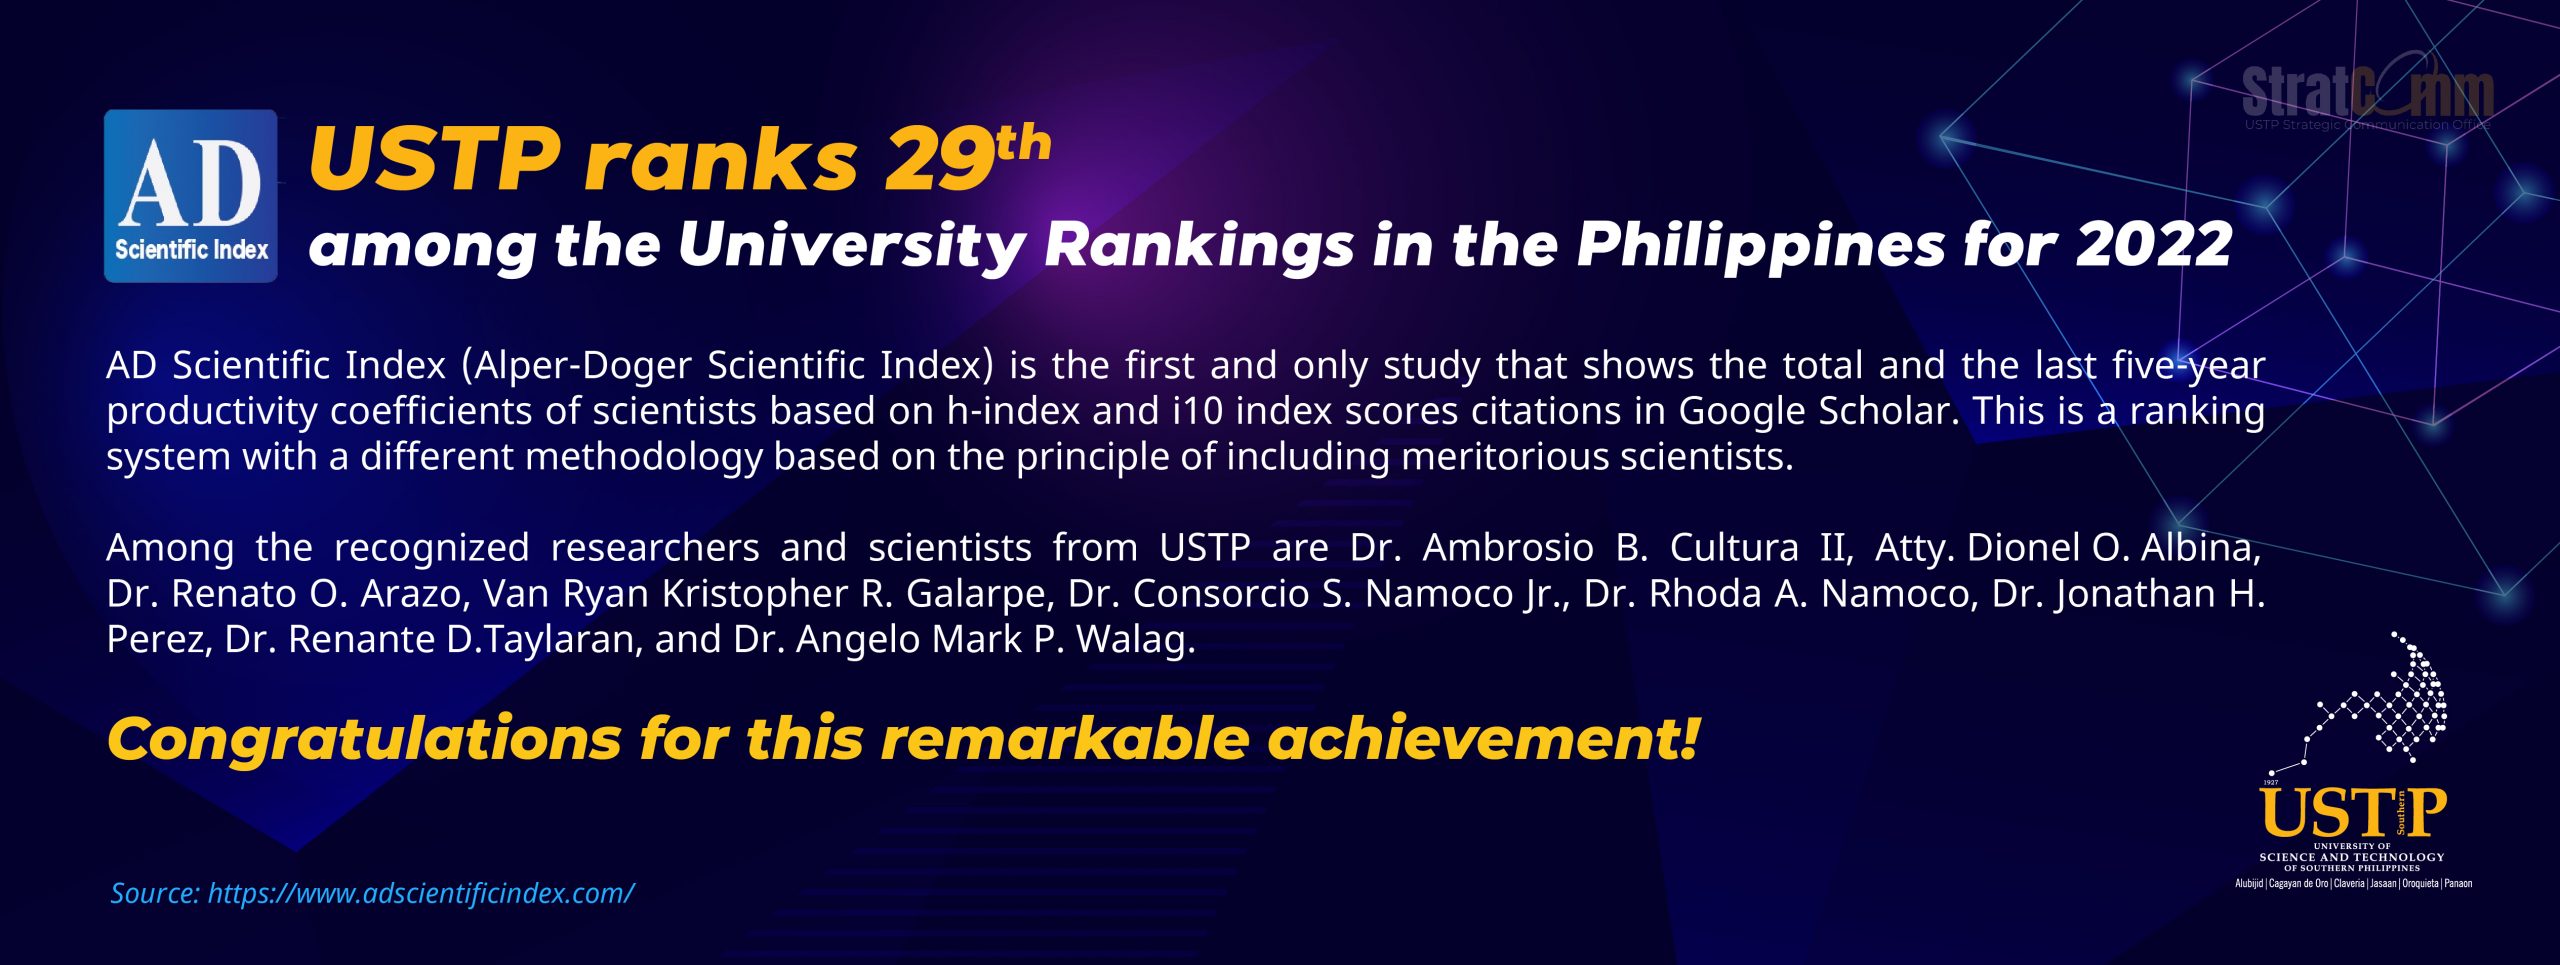 StratComm
USTP Strategic Communication Office
AD
Scientific Index
USTP ranks 29th
among the University Rankings in the Philippines for 2022
AD Scientific Index (Alper-Doger Scientific Index) is the first and only study that shows the total and the last five-year
productivity coefficients of scientists based on h-index and i10 index scores citations in Google Scholar. This is a ranking
system with a different methodology based on the principle of including meritorious scientists.
Among the recognized researchers and scientists from USTP are Dr. Ambrosio B. Cultura II, Atty. Dionel O. Albina,
Dr. Renato O. Arazo, Van Ryan Kristopher R. Galarpe, Dr. Consorcio S. Namoco Jr., Dr. Rhoda A. Namoco, Dr. Jonathan H.
Perez, Dr. Renante D.Taylaran, and Dr. Angelo Mark P. Walag.
Congratulations for this remarkable achievement!
Source: https://www.adscientificindex.com/
1927
USTP
Southern
UNIVERSITY OF
SCIENCE AND TECHNOLOGY
OF SOUTHERN PHILIPPINES
Alubijid | Cagayan de Oro | Claveria | Jasaan | Oroquieta | Panaon